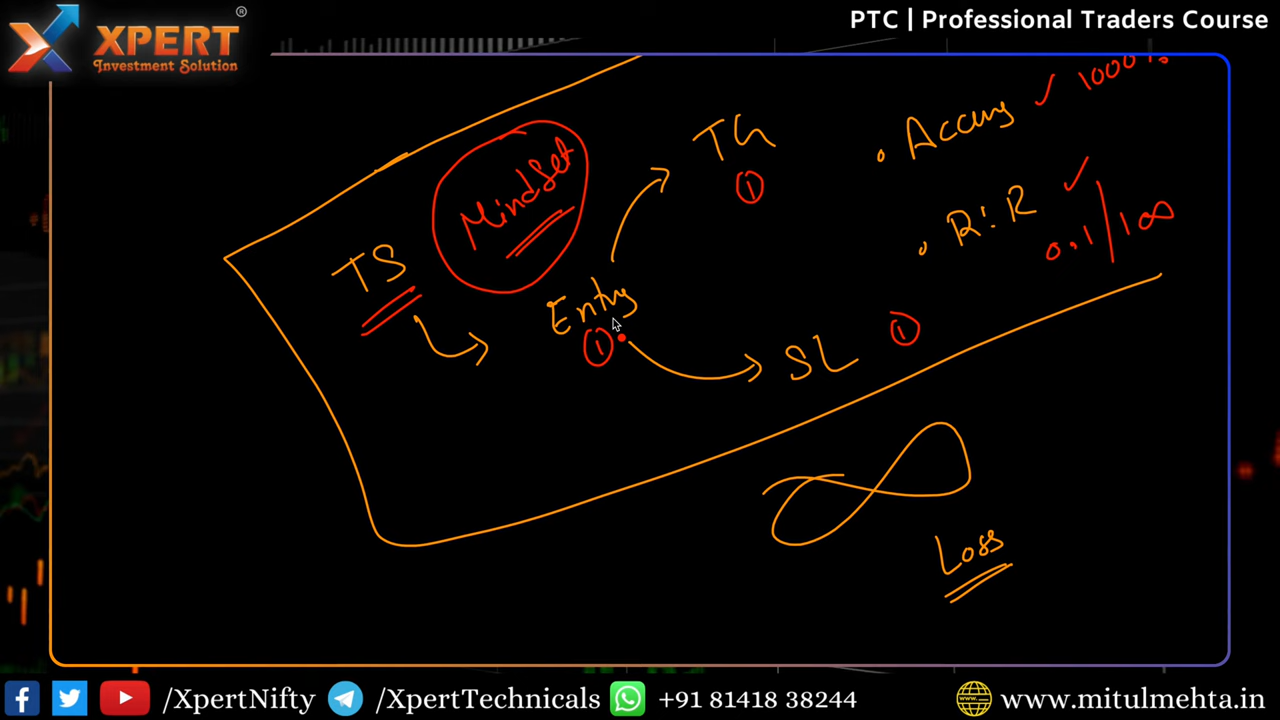 XPERT®
Investment Solution
PTC | Professional Traders Course
TG
①
• Accuracy ✓ 1000%
Mindset
• R:R ✓
0.1/100
TS
Entry
①
SL ①
Loss
/XpertNifty
/XpertTechnicals
+91 81418 38244
www.mitulmehta.in